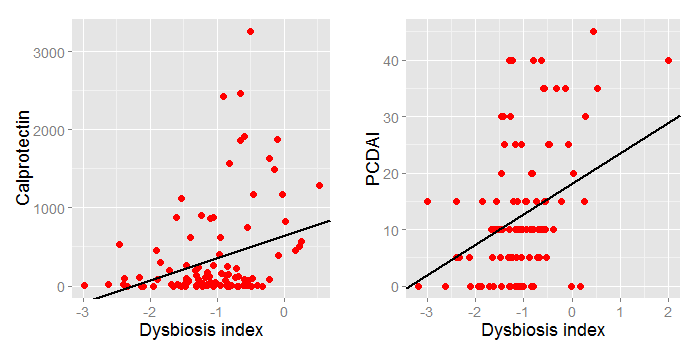 Calprotectin
3000
2000
1000
0
-3 -2 -1 0
Dysbiosis index
PCDAI
40
30
20
10
0
-3 -2 -1 0 1 2
Dysbiosis index